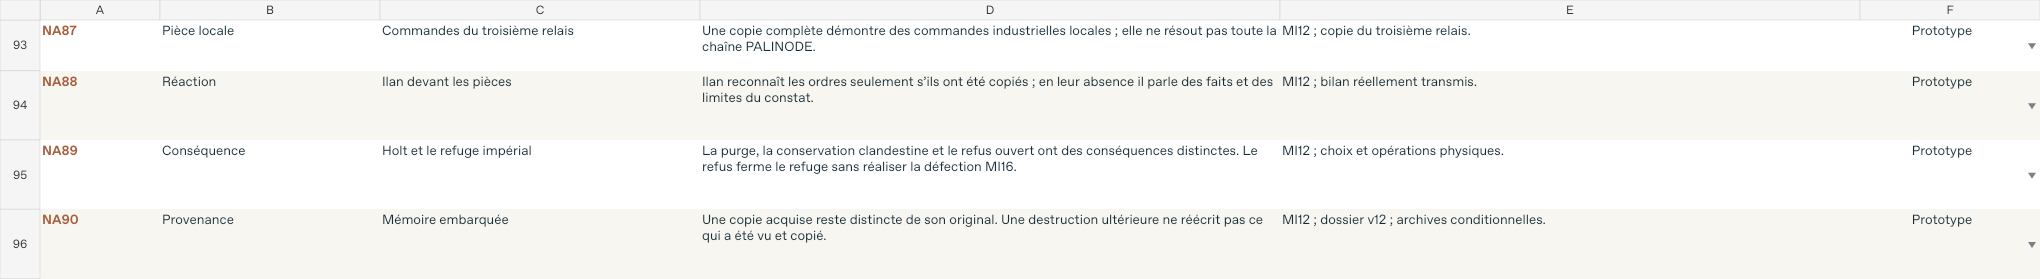 A B C D E F
93 NA87 Pièce locale Commandes du troisième relais Une copie complète démontre des commandes industrielles locales ; elle ne résout pas toute la MI12 ; copie du troisième relais. Prototype
chaîne PALINODE.
94 NA88 Réaction Ilan devant les pièces Ilan reconnaît les ordres seulement s'ils ont été copiés ; en leur absence il parle des faits et des MI12 ; bilan réellement transmis. Prototype
limites du constat.
95 NA89 Conséquence Holt et le refuge impérial La purge, la conservation clandestine et le refus ouvert ont des conséquences distinctes. Le MI12 ; choix et opérations physiques. Prototype
refus ferme le refuge sans réaliser la défection MI16.
96 NA90 Provenance Mémoire embarquée Une copie acquise reste distincte de son original. Une destruction ultérieure ne réécrit pas ce MI12 ; dossier v12 ; archives conditionnelles. Prototype
qui a été vu et copié.